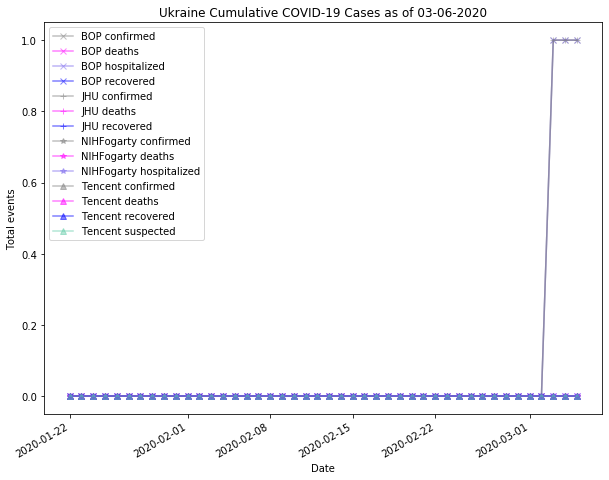 Ukraine Cumulative COVID-19 Cases as of 03-06-2020
BOP confirmed
BOP deaths
BOP hospitalized
BOP recovered
JHU confirmed
JHU deaths
JHU recovered
NIHFogarty confirmed
NIHFogarty deaths
NIHFogarty hospitalized
Tencent confirmed
Tencent deaths
Tencent recovered
Tencent suspected
Total events
1.0
0.8
0.6
0.4
0.2
0.0
2020-01-22
2020-02-01
2020-02-08
2020-02-15
2020-02-22
2020-03-01
Date